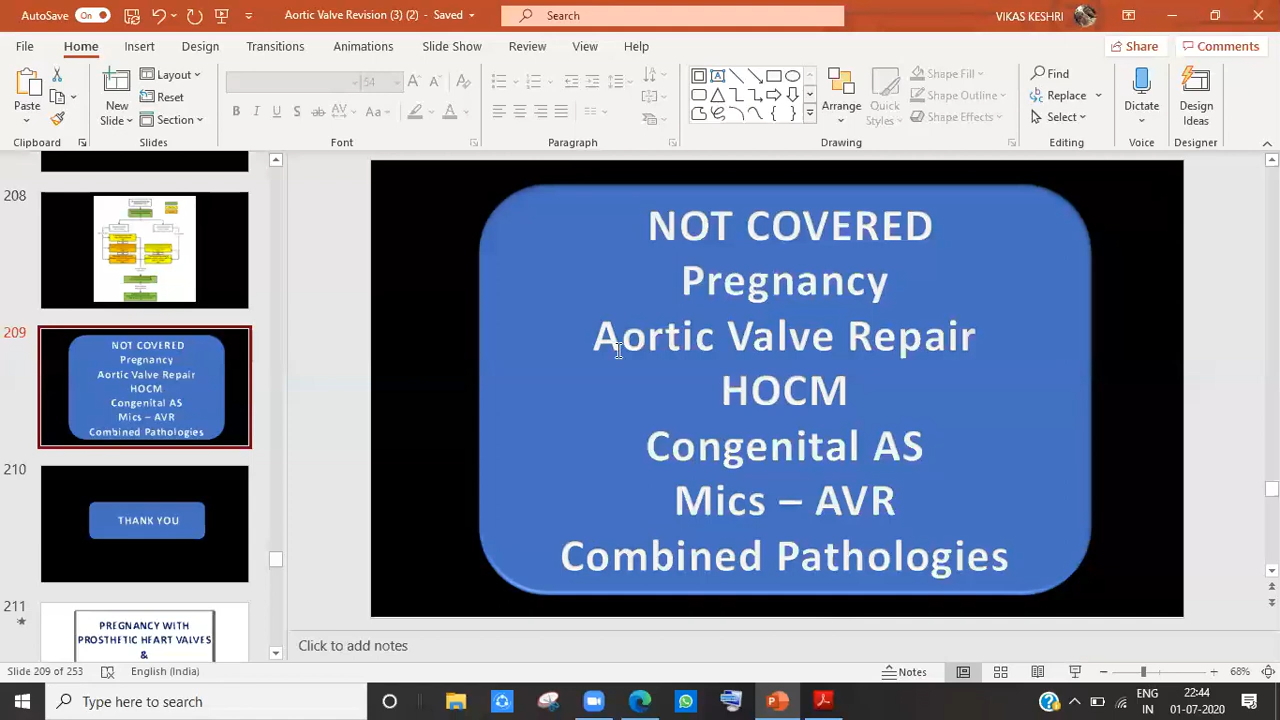 AutoSave On Aortic Valve Revision (3) (2) - Saved Search VIKAS KESHRI
File Home Insert Design Transitions Animations Slide Show Review View Help Share Comments
Paste New Slide Layout Reset Section 54 Arrange Quick Styles Shape Fill Shape Outline Shape Effects Find Replace Select Dictate Design Ideas
Clipboard Slides Font Paragraph Drawing Editing Voice Designer
208
209
NOT COVERED
Pregnancy
Aortic Valve Repair
HOCM
Congenital AS
Mics – AVR
Combined Pathologies
210
THANK YOU
211
PREGNANCY WITH
PROSTHETIC HEART VALVES
&
NOT COVERED
Pregnancy
Aortic Valve Repair
HOCM
Congenital AS
Mics – AVR
Combined Pathologies
Click to add notes
Slide 209 of 253 English (India) Notes 68%
Type here to search ENG IN 22:44 01-07-2020